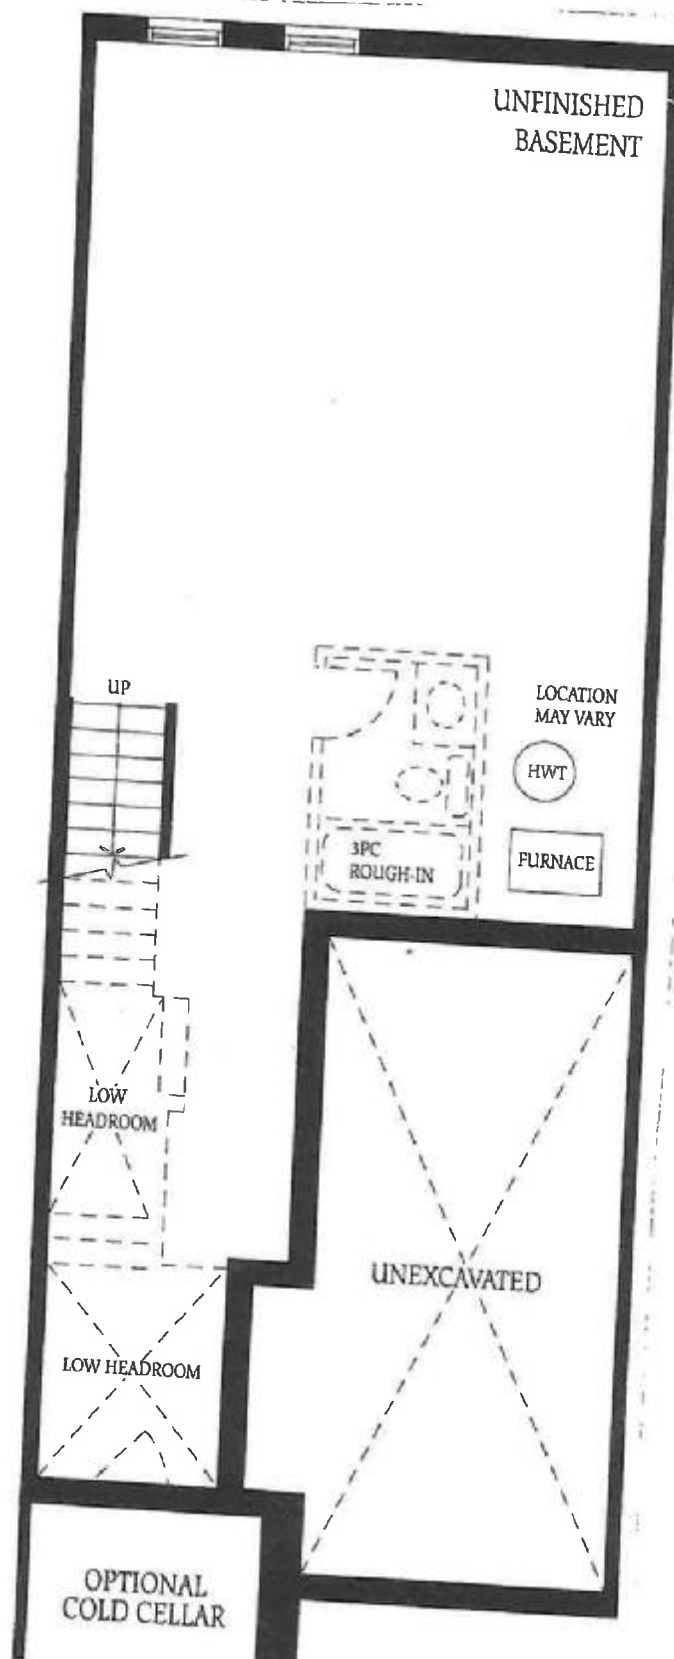 UNFINISHED
BASEMENT
UP
LOCATION
MAY VARY
HWT
3PC
ROUGH-IN
FURNACE
LOW
HEADROOM
UNEXCAVATED
LOW HEADROOM
OPTIONAL
COLD CELLAR